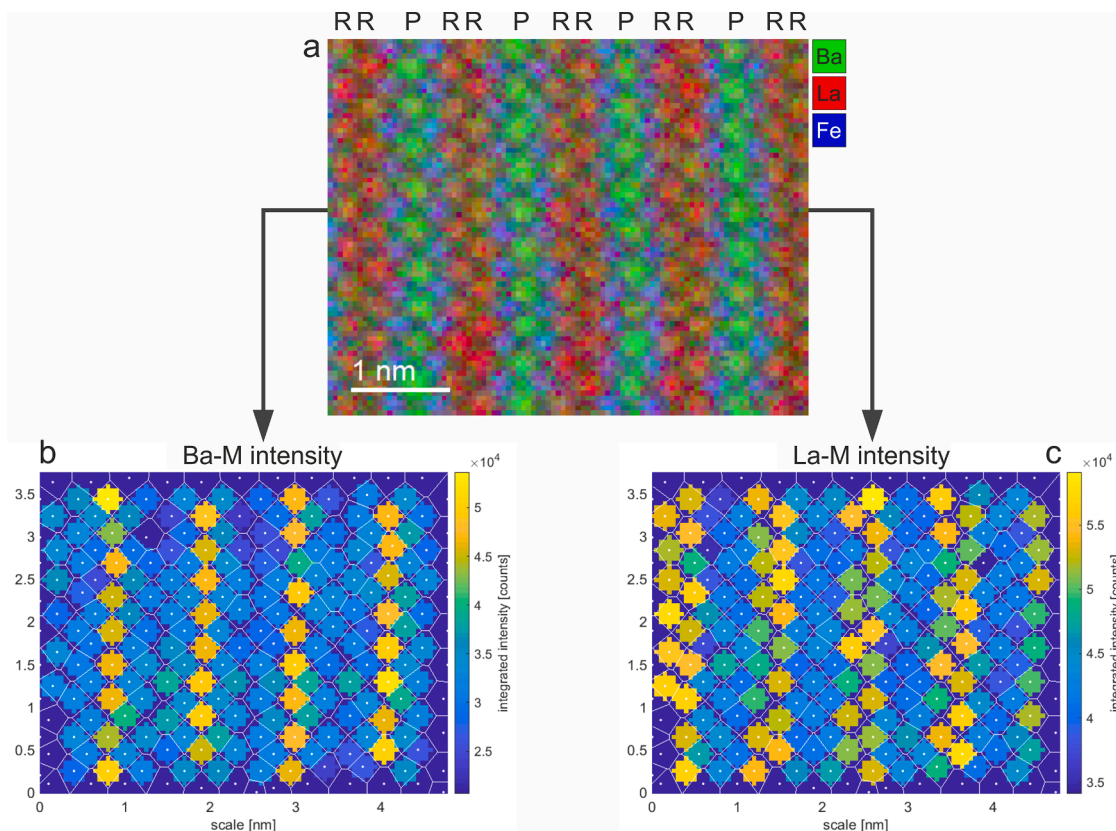 R R P R R P R R P R R P R R
a
Ba
La
Fe
1 nm
b
Ba-M intensity
×10⁴
3.5
3
2.5
2
1.5
1
0.5
0
0 1 2 3 4
scale [nm]
5
4.5
4
3.5
3
2.5
integrated intensity [counts]
La-M intensity
c
×10⁴
3.5
3
2.5
2
1.5
1
0.5
0
0 1 2 3 4
scale [nm]
5.5
5
4.5
4
3.5
integrated intensity [counts]